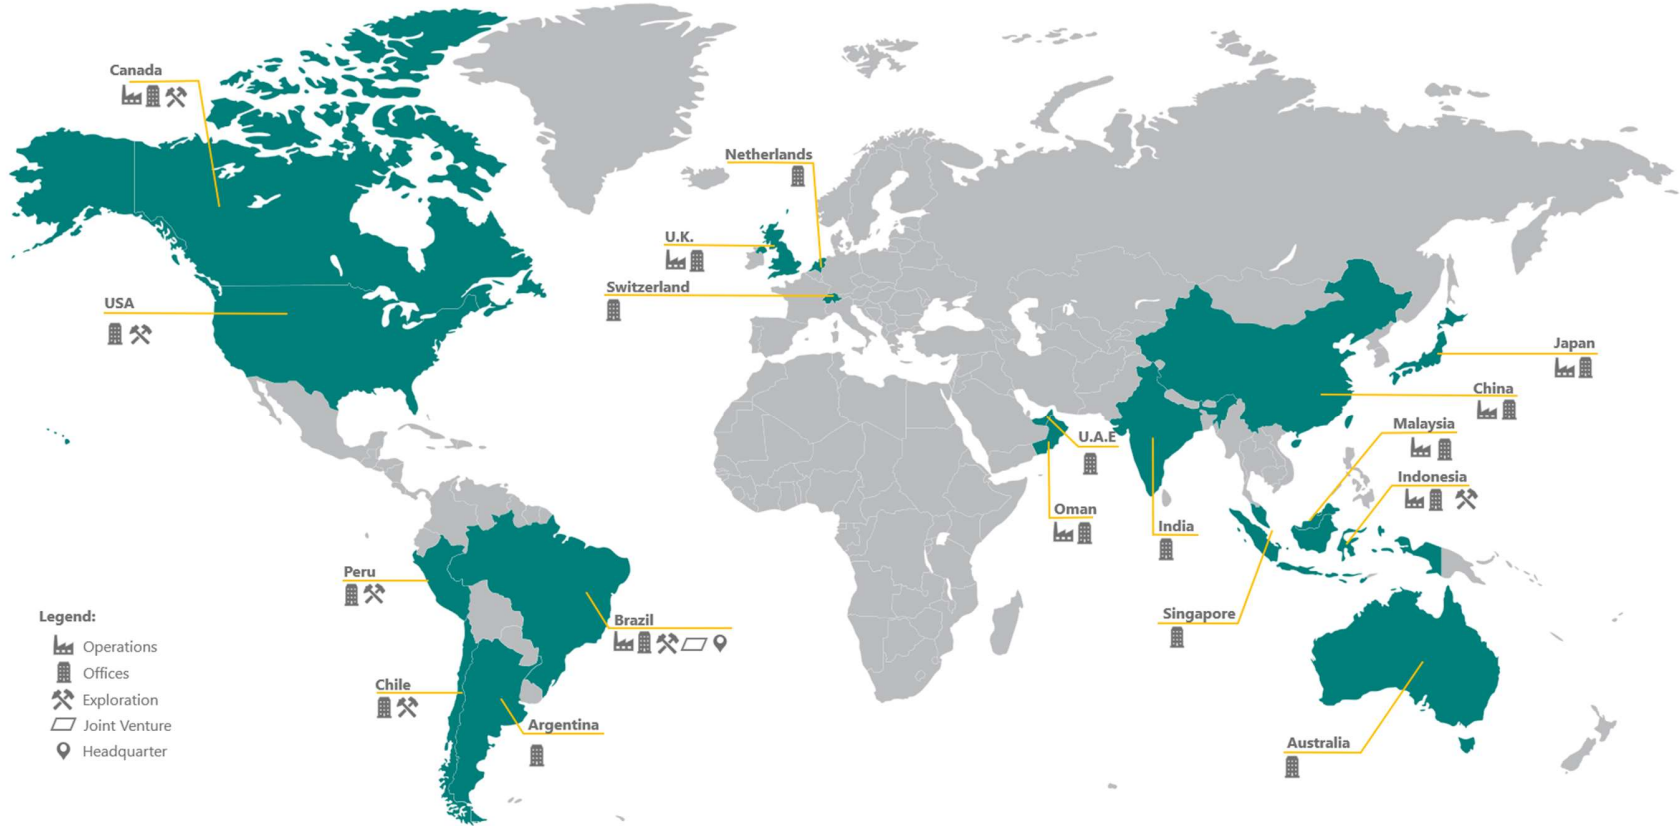 Canada
Netherlands
U.K.
Switzerland
USA
Japan
China
Malaysia
U.A.E
Indonesia
Oman
India
Peru
Singapore
Brazil
Legend:
Operations
Offices
Exploration
Joint Venture
Headquarter
Chile
Argentina
Australia